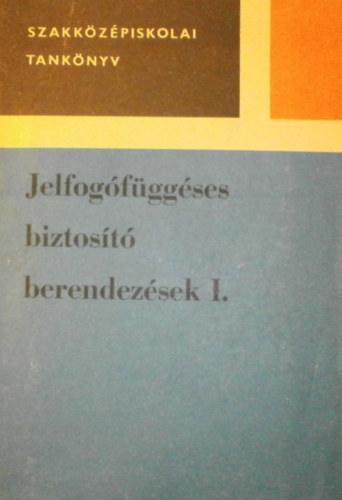 SZAKKÖZÉPISKOLAI
TANKÖNYV
Jelfogófüggéses
biztosító
berendezések I.